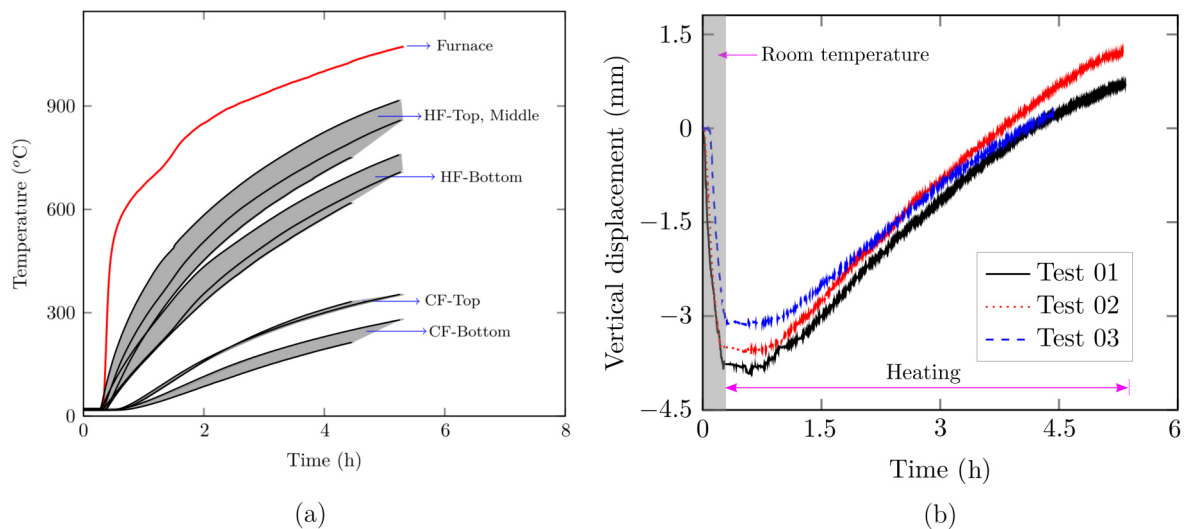 Furnace
900
HF-Top, Middle
HF-Bottom
600
CF-Top
300
CF-Bottom
0
0 2 4 6 8
Temperature (°C)
Time (h)
(a)
1.5
Room temperature
0
−1.5
Test 01
Test 02
−3
Test 03
Heating
−4.5
0 1.5 3 4.5 6
Vertical displacement (mm)
Time (h)
(b)